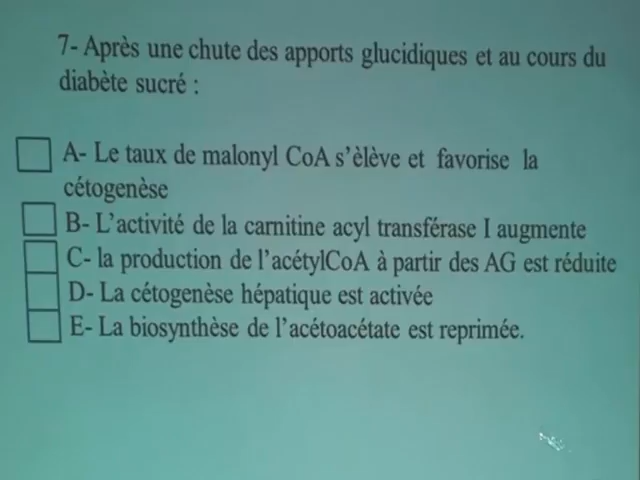 7- Après une chute des apports glucidiques et au cours du
diabète sucré :
A- Le taux de malonyl CoA s'èlève et favorise la
cétogenèse
B- L'activité de la carnitine acyl transférase I augmente
C- la production de l'acétylCoA à partir des AG est réduite
D- La cétogenèse hépatique est activée
E- La biosynthèse de l'acétoacétate est reprimée.